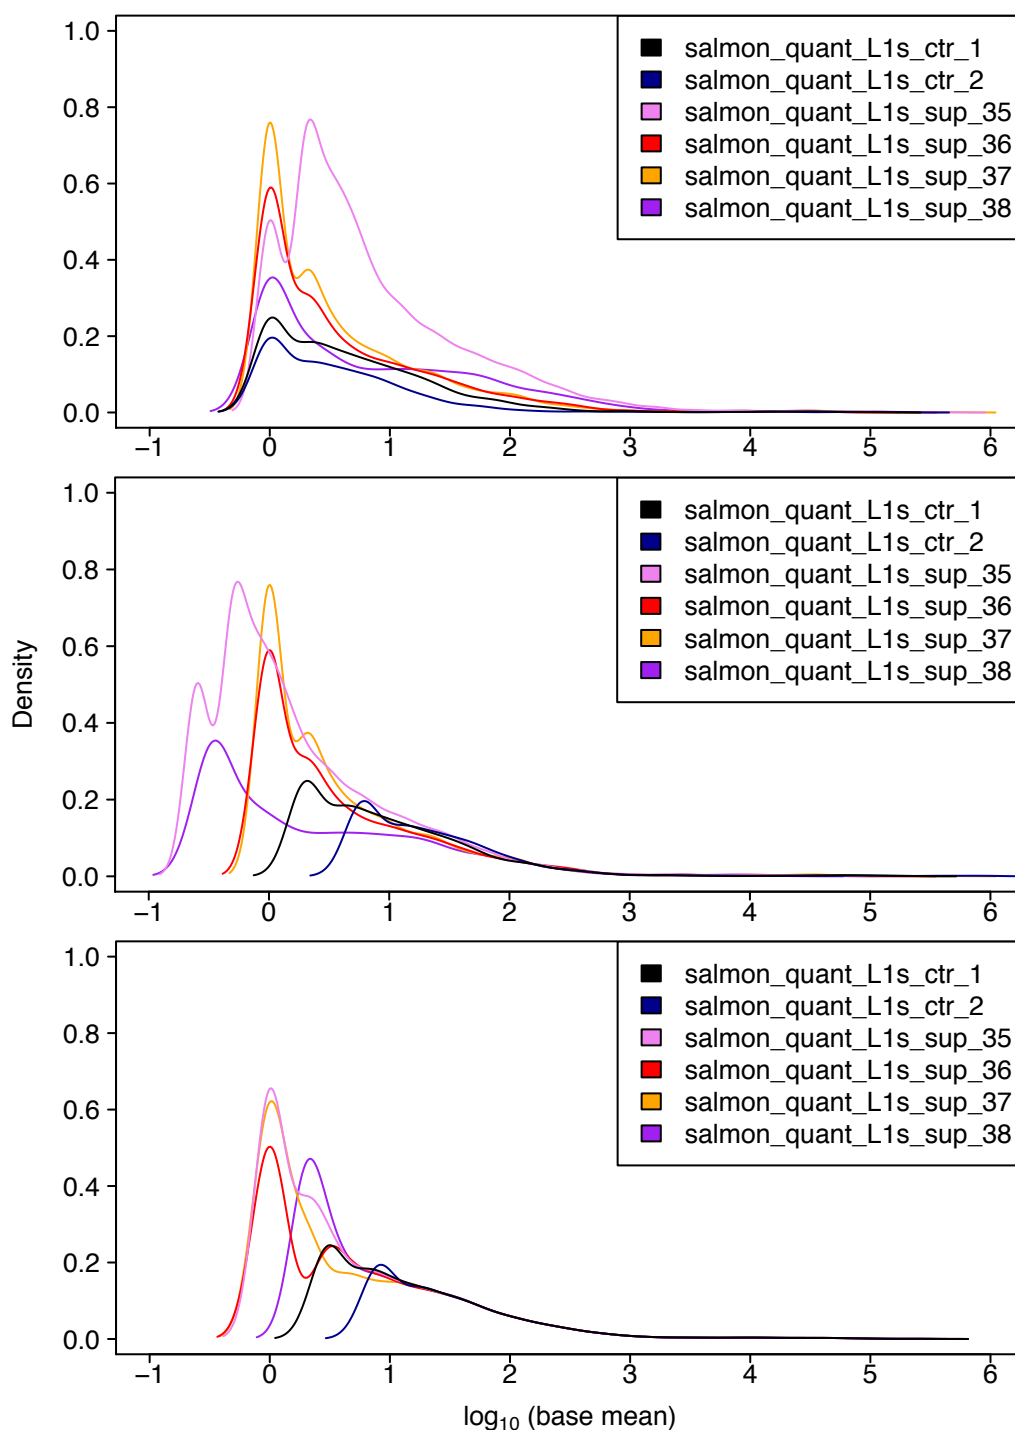 1.0
0.8
0.6
0.4
0.2
0.0
−1 0 1 2 3 4 5 6
salmon_quant_L1s_ctr_1
salmon_quant_L1s_ctr_2
salmon_quant_L1s_sup_35
salmon_quant_L1s_sup_36
salmon_quant_L1s_sup_37
salmon_quant_L1s_sup_38
Density
1.0
0.8
0.6
0.4
0.2
0.0
−1 0 1 2 3 4 5 6
salmon_quant_L1s_ctr_1
salmon_quant_L1s_ctr_2
salmon_quant_L1s_sup_35
salmon_quant_L1s_sup_36
salmon_quant_L1s_sup_37
salmon_quant_L1s_sup_38
1.0
0.8
0.6
0.4
0.2
0.0
−1 0 1 2 3 4 5 6
salmon_quant_L1s_ctr_1
salmon_quant_L1s_ctr_2
salmon_quant_L1s_sup_35
salmon_quant_L1s_sup_36
salmon_quant_L1s_sup_37
salmon_quant_L1s_sup_38
log₁₀ (base mean)